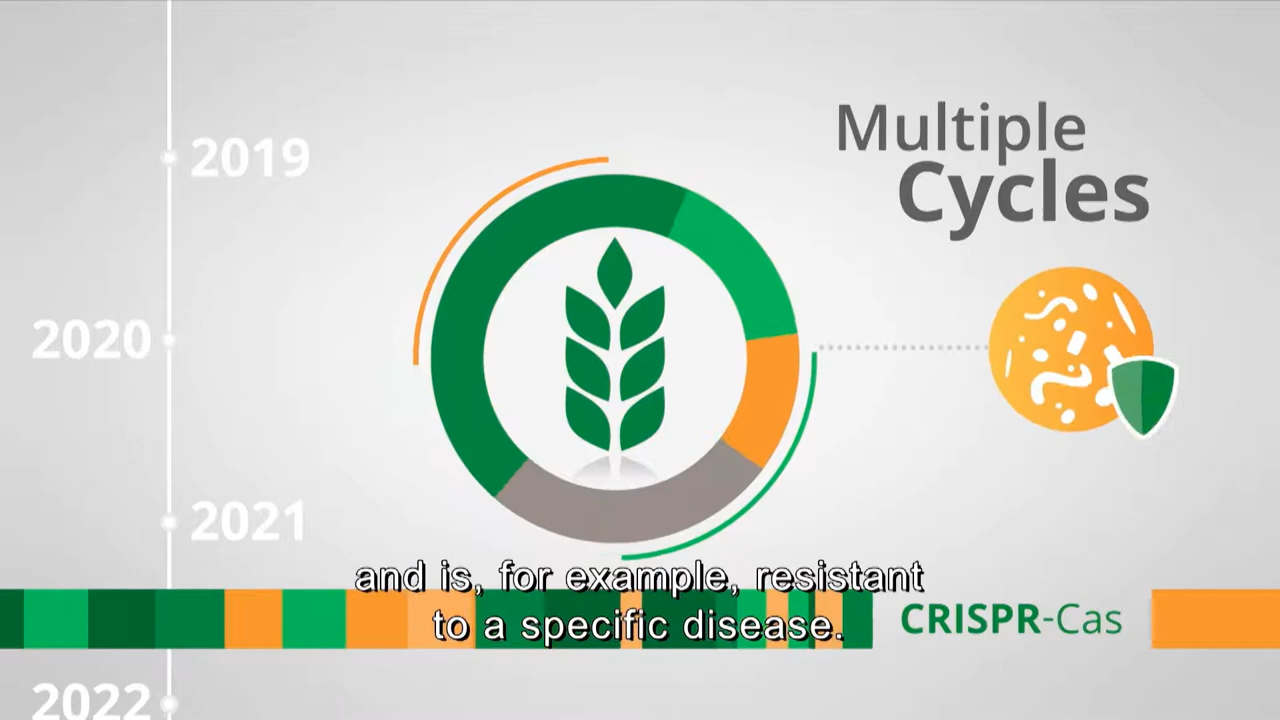 Multiple
Cycles
2019
2020
2021
and is, for example, resistant
to a specific disease.
CRISPR-Cas
2022